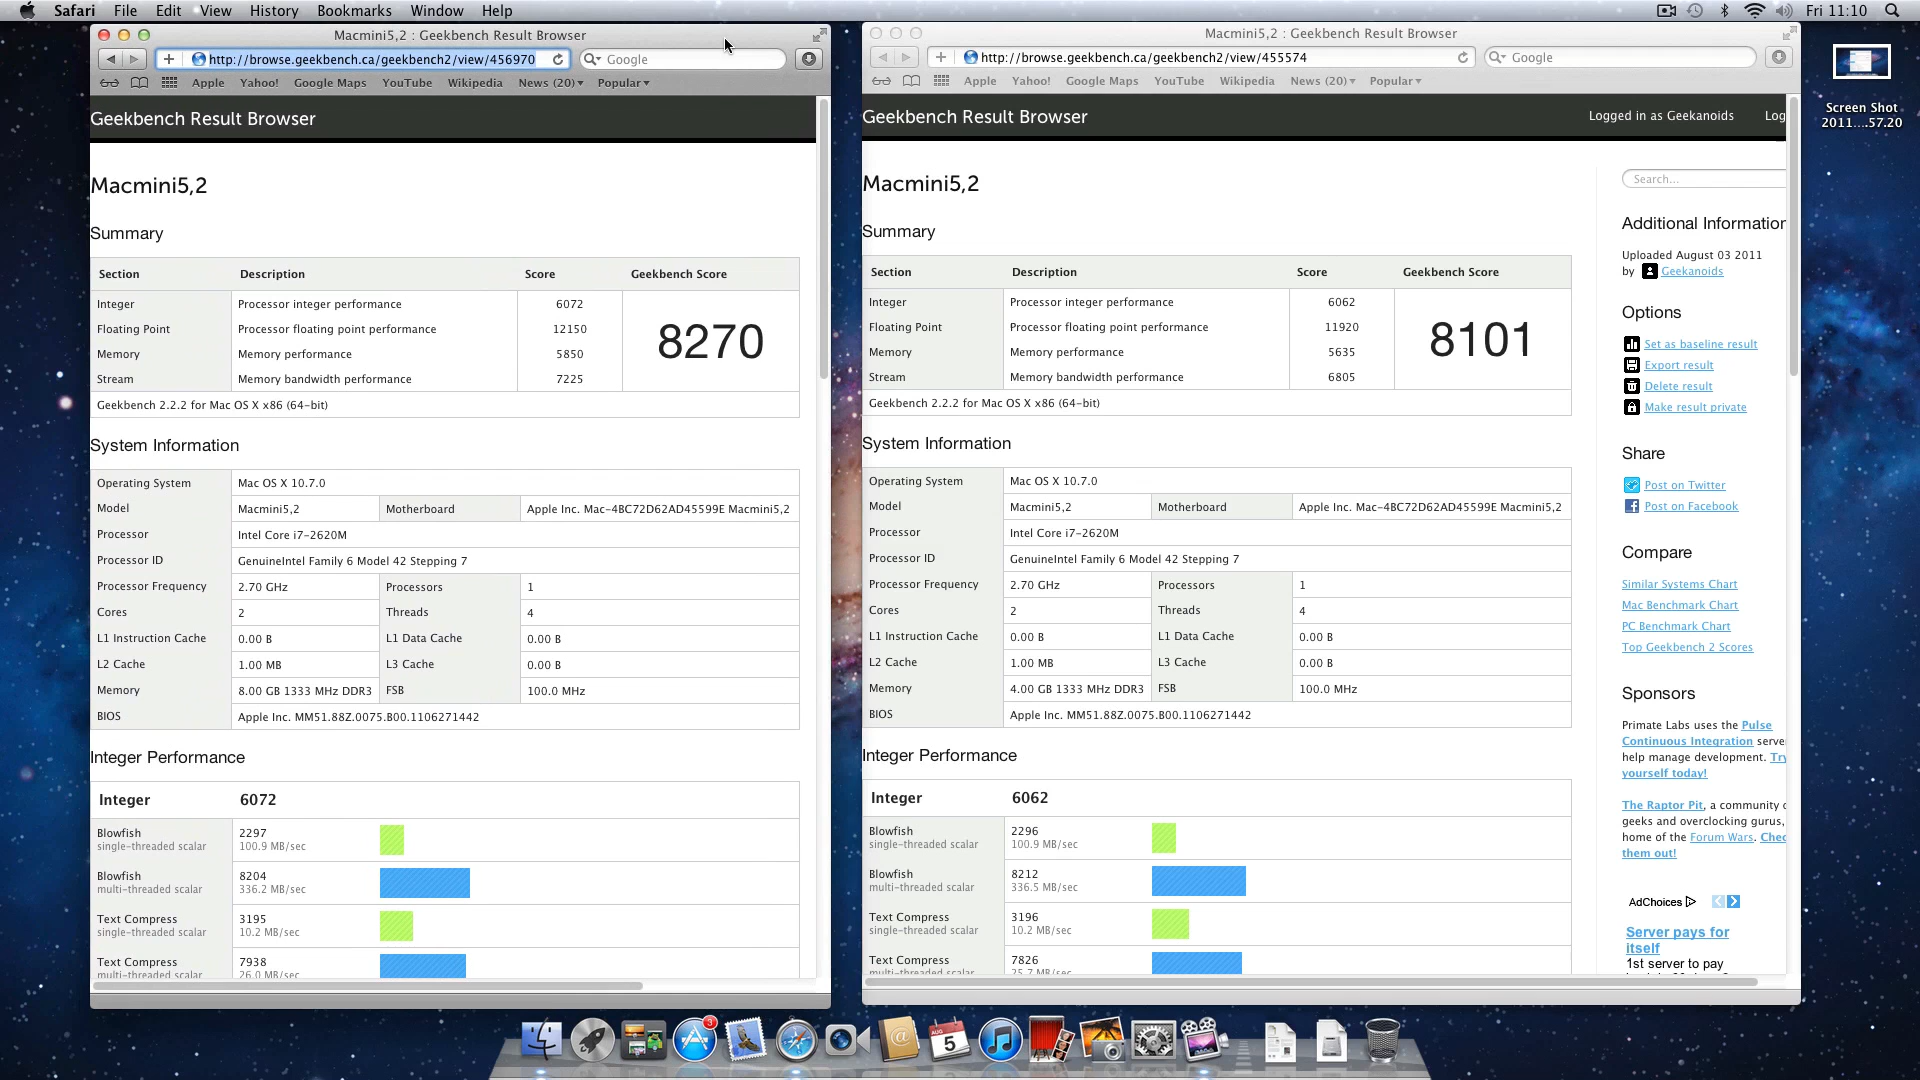 Safari File Edit View History Bookmarks Window Help
Fri 11:10
Macmini5,2 : Geekbench Result Browser
http://browse.geekbench.ca/geekbench2/view/456970
Google
Apple Yahoo! Google Maps YouTube Wikipedia News (20) Popular
Geekbench Result Browser
Macmini5,2
Summary
Section Description Score Geekbench Score
Integer Processor integer performance 6072
Floating Point Processor floating point performance 12150
8270
Memory Memory performance 5850
Stream Memory bandwidth performance 7225
Geekbench 2.2.2 for Mac OS X x86 (64-bit)
System Information
Operating System Mac OS X 10.7.0
Model Macmini5,2 Motherboard Apple Inc. Mac-4BC72D62AD45599E Macmini5,2
Processor Intel Core i7-2620M
Processor ID GenuineIntel Family 6 Model 42 Stepping 7
Processor Frequency 2.70 GHz Processors 1
Cores 2 Threads 4
L1 Instruction Cache 0.00 B L1 Data Cache 0.00 B
L2 Cache 1.00 MB L3 Cache 0.00 B
Memory 8.00 GB 1333 MHz DDR3 FSB 100.0 MHz
BIOS Apple Inc. MM51.88Z.0075.B00.1106271442
Integer Performance
Integer 6072
Blowfish 2297
single-threaded scalar 100.9 MB/sec
Blowfish 8204
multi-threaded scalar 336.2 MB/sec
Text Compress 3195
single-threaded scalar 10.2 MB/sec
Text Compress 7938
multi-threaded scalar 26.0 MB/sec
Macmini5,2 : Geekbench Result Browser
http://browse.geekbench.ca/geekbench2/view/455574
Google
Apple Yahoo! Google Maps YouTube Wikipedia News (20) Popular
Geekbench Result Browser
Logged in as Geekanoids Log
Macmini5,2
Summary
Section Description Score Geekbench Score
Integer Processor integer performance 6062
Floating Point Processor floating point performance 11920
8101
Memory Memory performance 5635
Stream Memory bandwidth performance 6805
Geekbench 2.2.2 for Mac OS X x86 (64-bit)
System Information
Operating System Mac OS X 10.7.0
Model Macmini5,2 Motherboard Apple Inc. Mac-4BC72D62AD45599E Macmini5,2
Processor Intel Core i7-2620M
Processor ID GenuineIntel Family 6 Model 42 Stepping 7
Processor Frequency 2.70 GHz Processors 1
Cores 2 Threads 4
L1 Instruction Cache 0.00 B L1 Data Cache 0.00 B
L2 Cache 1.00 MB L3 Cache 0.00 B
Memory 4.00 GB 1333 MHz DDR3 FSB 100.0 MHz
BIOS Apple Inc. MM51.88Z.0075.B00.1106271442
Integer Performance
Integer 6062
Blowfish 2296
single-threaded scalar 100.9 MB/sec
Blowfish 8212
multi-threaded scalar 336.5 MB/sec
Text Compress 3196
single-threaded scalar 10.2 MB/sec
Text Compress 7826
multi-threaded scalar 25.7 MB/sec
Search...
Additional Information
Uploaded August 03 2011
by Geekanoids
Options
Set as baseline result
Export result
Delete result
Make result private
Share
Post on Twitter
Post on Facebook
Compare
Similar Systems Chart
Mac Benchmark Chart
PC Benchmark Chart
Top Geekbench 2 Scores
Sponsors
Primate Labs uses the Pulse
Continuous Integration serve
help manage development. Try
yourself today!
The Raptor Pit, a community o
geeks and overclocking gurus,
home of the Forum Wars. Chec
them out!
AdChoices
Server pays for
itself
1st server to pay
Screen Shot
2011....57.20
3
AUG
5